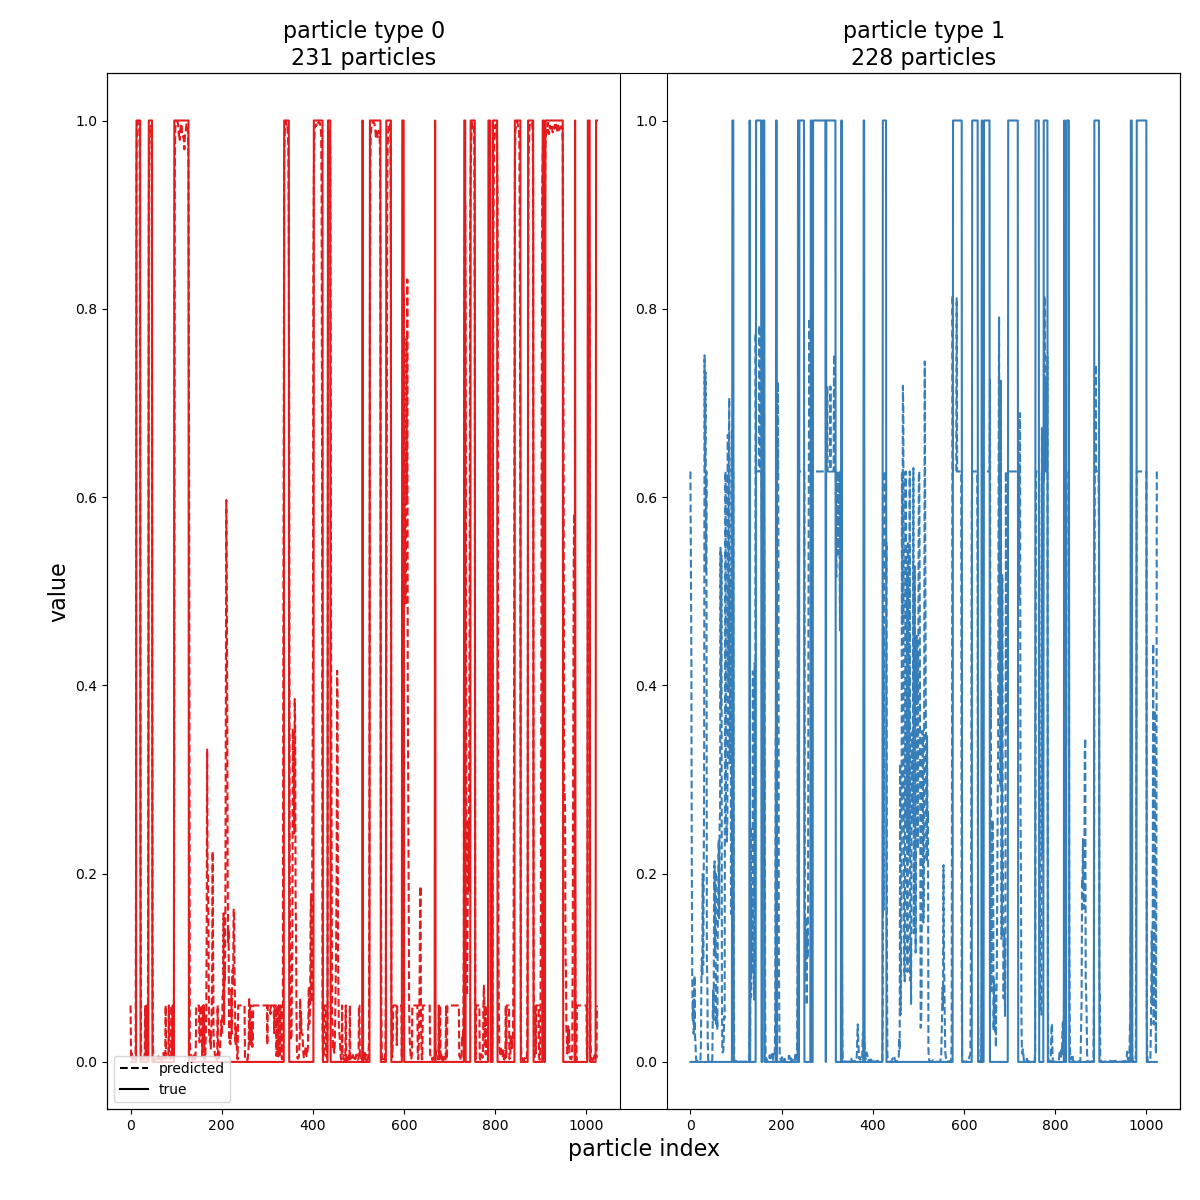 particle type 0
231 particles
particle type 1
228 particles
value
1.0
0.8
0.6
0.4
0.2
0.0
1.0
0.8
0.6
0.4
0.2
0.0
predicted
true
0 200 400 600 800 1000
0 200 400 600 800 1000
particle index